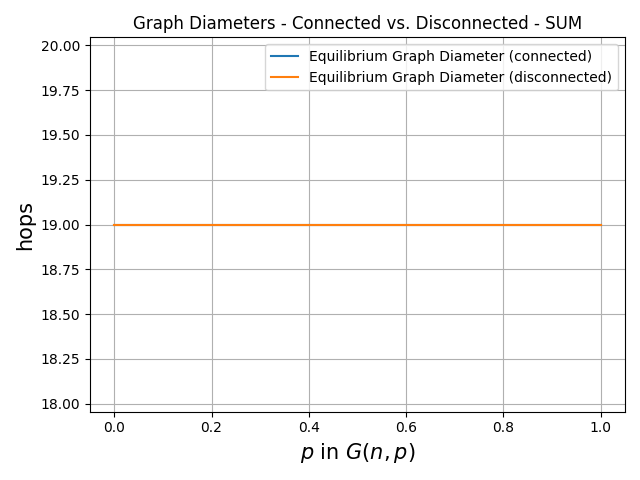 Graph Diameters - Connected vs. Disconnected - SUM
20.00
19.75
19.50
19.25
19.00
18.75
18.50
18.25
18.00
hops
Equilibrium Graph Diameter (connected)
Equilibrium Graph Diameter (disconnected)
0.0 0.2 0.4 0.6 0.8 1.0
p in G(n, p)